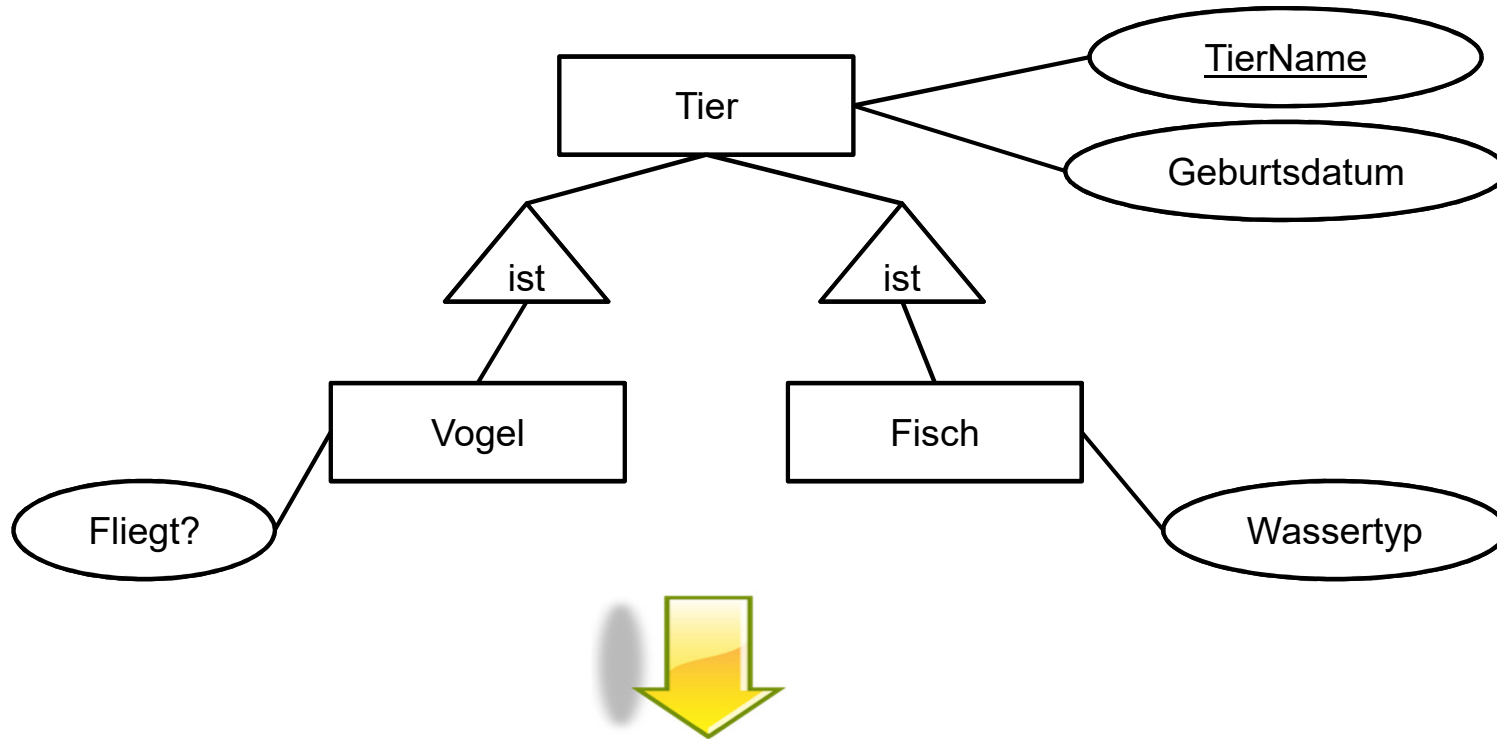 TierName
Tier
Geburtsdatum
ist
ist
Vogel
Fisch
Fliegt?
Wassertyp